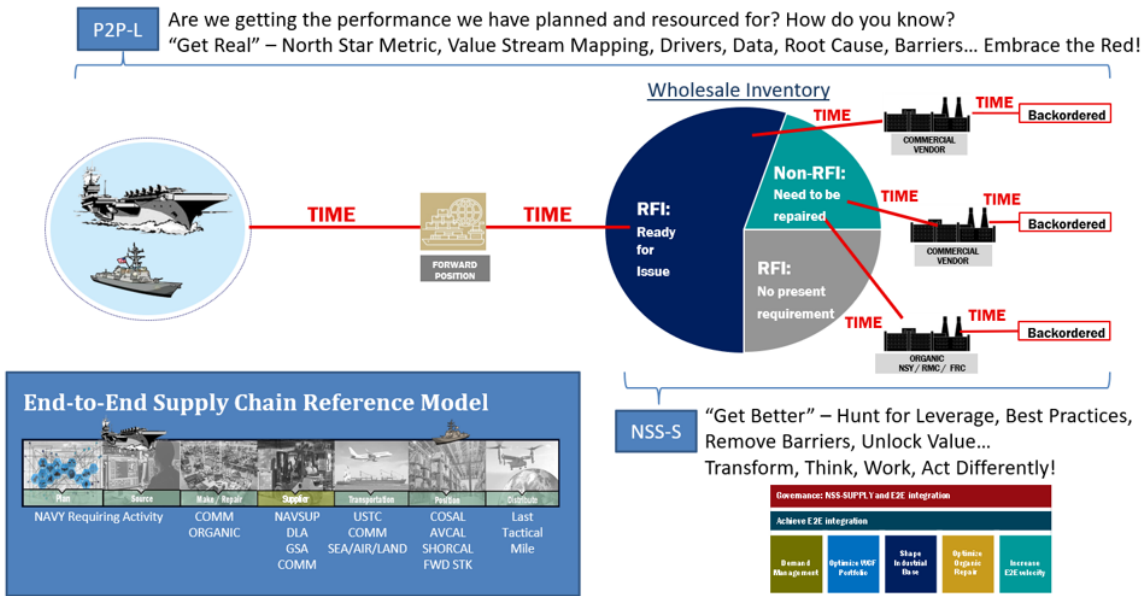 P2P-L
Are we getting the performance we have planned and resourced for? How do you know?
“Get Real” – North Star Metric, Value Stream Mapping, Drivers, Data, Root Cause, Barriers… Embrace the Red!
Wholesale Inventory
TIME
TIME
RFI:
Ready
for
Issue
Non-RFI:
Need to be
repaired
RFI:
No present
requirement
FORWARD
POSITION
TIME
TIME
Backordered
COMMERCIAL
VENDOR
TIME
TIME
Backordered
COMMERCIAL
VENDOR
TIME
TIME
Backordered
ORGANIC
NSY / RMC / FRC
End-to-End Supply Chain Reference Model
Plan
Source
Make / Repair
Supplier
Transportation
Position
Distribute
NAVY Requiring Activity
COMM
ORGANIC
NAVSUP
DLA
GSA
COMM
USTC
COMM
SEA/AIR/LAND
COSAL
AVCAL
SHORCAL
FWD STK
Last
Tactical
Mile
NSS-S
“Get Better” – Hunt for Leverage, Best Practices,
Remove Barriers, Unlock Value…
Transform, Think, Work, Act Differently!
Governance: NSS-SUPPLY and E2E integration
Achieve E2E integration
Demand
Management
Optimize WCF
Portfolio
Shape
Industrial
Base
Optimize
Organic
Repair
Increase
E2E velocity